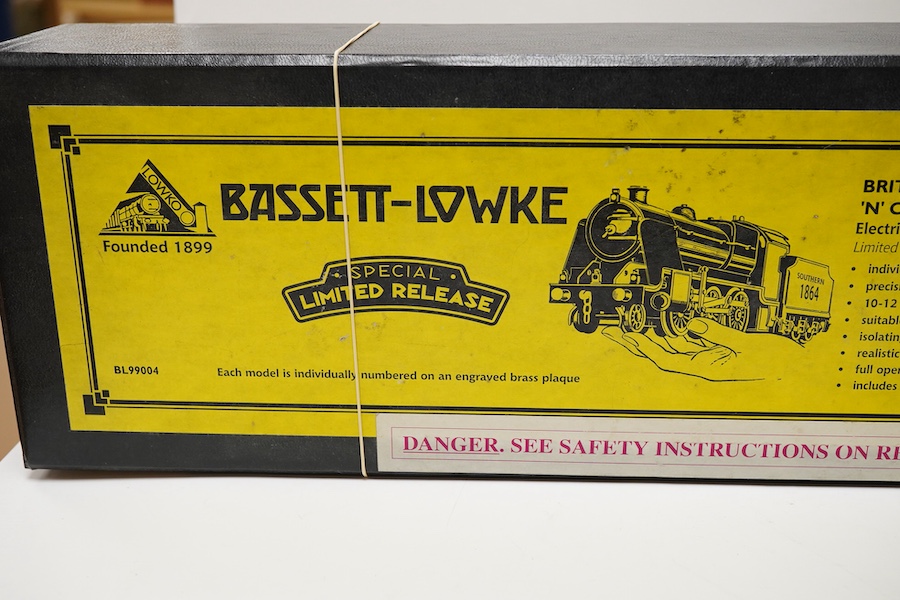 LOWKO
Founded 1899
BASSETT-LOWKE
SPECIAL
LIMITED RELEASE
SOUTHERN
1864
BL99004
Each model is individually numbered on an engraved brass plaque
BRIT
'N' C
Electri
Limited
• indivi
• precis
• 10-12
• suitabl
• isolatin
• realistic
• full oper
• includes
DANGER. SEE SAFETY INSTRUCTIONS ON RE